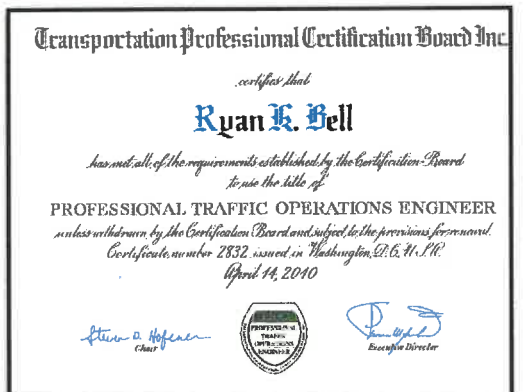 Transportation Professional Certification Board Inc.
certifies that
Ryan K. Bell
has met all of the requirements established by the Certification Board
to use the title of
PROFESSIONAL TRAFFIC OPERATIONS ENGINEER
unless withdrawn by the Certification Board and subject to the provisions for renewal.
Certificate number 2832 issued in Washington, D.C. U.S.A.
April 14, 2010
Steven D. Hofener
Chair
Executive Director
PROFESSIONAL
TRAFFIC
OPERATIONS
ENGINEER